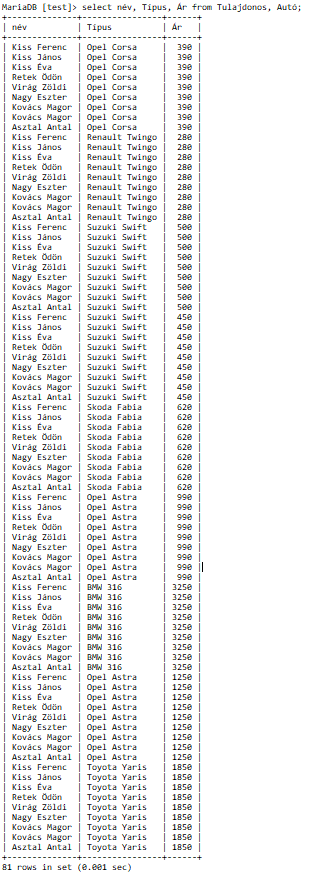 MariaDB [test]> select név, Típus, Ár from Tulajdonos, Autó;
+--------------+----------------+------+
| név | Típus | Ár |
+--------------+----------------+------+
| Kiss Ferenc | Opel Corsa | 390 |
| Kiss János | Opel Corsa | 390 |
| Kiss Éva | Opel Corsa | 390 |
| Retek Ödön | Opel Corsa | 390 |
| Virág Zöldi | Opel Corsa | 390 |
| Nagy Eszter | Opel Corsa | 390 |
| Kovács Magor | Opel Corsa | 390 |
| Kovács Magor | Opel Corsa | 390 |
| Asztal Antal | Opel Corsa | 390 |
| Kiss Ferenc | Renault Twingo | 280 |
| Kiss János | Renault Twingo | 280 |
| Kiss Éva | Renault Twingo | 280 |
| Retek Ödön | Renault Twingo | 280 |
| Virág Zöldi | Renault Twingo | 280 |
| Nagy Eszter | Renault Twingo | 280 |
| Kovács Magor | Renault Twingo | 280 |
| Kovács Magor | Renault Twingo | 280 |
| Asztal Antal | Renault Twingo | 280 |
| Kiss Ferenc | Suzuki Swift | 500 |
| Kiss János | Suzuki Swift | 500 |
| Kiss Éva | Suzuki Swift | 500 |
| Retek Ödön | Suzuki Swift | 500 |
| Virág Zöldi | Suzuki Swift | 500 |
| Nagy Eszter | Suzuki Swift | 500 |
| Kovács Magor | Suzuki Swift | 500 |
| Kovács Magor | Suzuki Swift | 500 |
| Asztal Antal | Suzuki Swift | 500 |
| Kiss Ferenc | Suzuki Swift | 450 |
| Kiss János | Suzuki Swift | 450 |
| Kiss Éva | Suzuki Swift | 450 |
| Retek Ödön | Suzuki Swift | 450 |
| Virág Zöldi | Suzuki Swift | 450 |
| Nagy Eszter | Suzuki Swift | 450 |
| Kovács Magor | Suzuki Swift | 450 |
| Kovács Magor | Suzuki Swift | 450 |
| Asztal Antal | Suzuki Swift | 450 |
| Kiss Ferenc | Skoda Fabia | 620 |
| Kiss János | Skoda Fabia | 620 |
| Kiss Éva | Skoda Fabia | 620 |
| Retek Ödön | Skoda Fabia | 620 |
| Virág Zöldi | Skoda Fabia | 620 |
| Nagy Eszter | Skoda Fabia | 620 |
| Kovács Magor | Skoda Fabia | 620 |
| Kovács Magor | Skoda Fabia | 620 |
| Asztal Antal | Skoda Fabia | 620 |
| Kiss Ferenc | Opel Astra | 990 |
| Kiss János | Opel Astra | 990 |
| Kiss Éva | Opel Astra | 990 |
| Retek Ödön | Opel Astra | 990 |
| Virág Zöldi | Opel Astra | 990 |
| Nagy Eszter | Opel Astra | 990 |
| Kovács Magor | Opel Astra | 990 |
| Kovács Magor | Opel Astra | 990 |
| Asztal Antal | Opel Astra | 990 |
| Kiss Ferenc | BMW 316 | 3250 |
| Kiss János | BMW 316 | 3250 |
| Kiss Éva | BMW 316 | 3250 |
| Retek Ödön | BMW 316 | 3250 |
| Virág Zöldi | BMW 316 | 3250 |
| Nagy Eszter | BMW 316 | 3250 |
| Kovács Magor | BMW 316 | 3250 |
| Kovács Magor | BMW 316 | 3250 |
| Asztal Antal | BMW 316 | 3250 |
| Kiss Ferenc | Opel Astra | 1250 |
| Kiss János | Opel Astra | 1250 |
| Kiss Éva | Opel Astra | 1250 |
| Retek Ödön | Opel Astra | 1250 |
| Virág Zöldi | Opel Astra | 1250 |
| Nagy Eszter | Opel Astra | 1250 |
| Kovács Magor | Opel Astra | 1250 |
| Kovács Magor | Opel Astra | 1250 |
| Asztal Antal | Opel Astra | 1250 |
| Kiss Ferenc | Toyota Yaris | 1850 |
| Kiss János | Toyota Yaris | 1850 |
| Kiss Éva | Toyota Yaris | 1850 |
| Retek Ödön | Toyota Yaris | 1850 |
| Virág Zöldi | Toyota Yaris | 1850 |
| Nagy Eszter | Toyota Yaris | 1850 |
| Kovács Magor | Toyota Yaris | 1850 |
| Kovács Magor | Toyota Yaris | 1850 |
| Asztal Antal | Toyota Yaris | 1850 |
+--------------+----------------+------+
81 rows in set (0.001 sec)